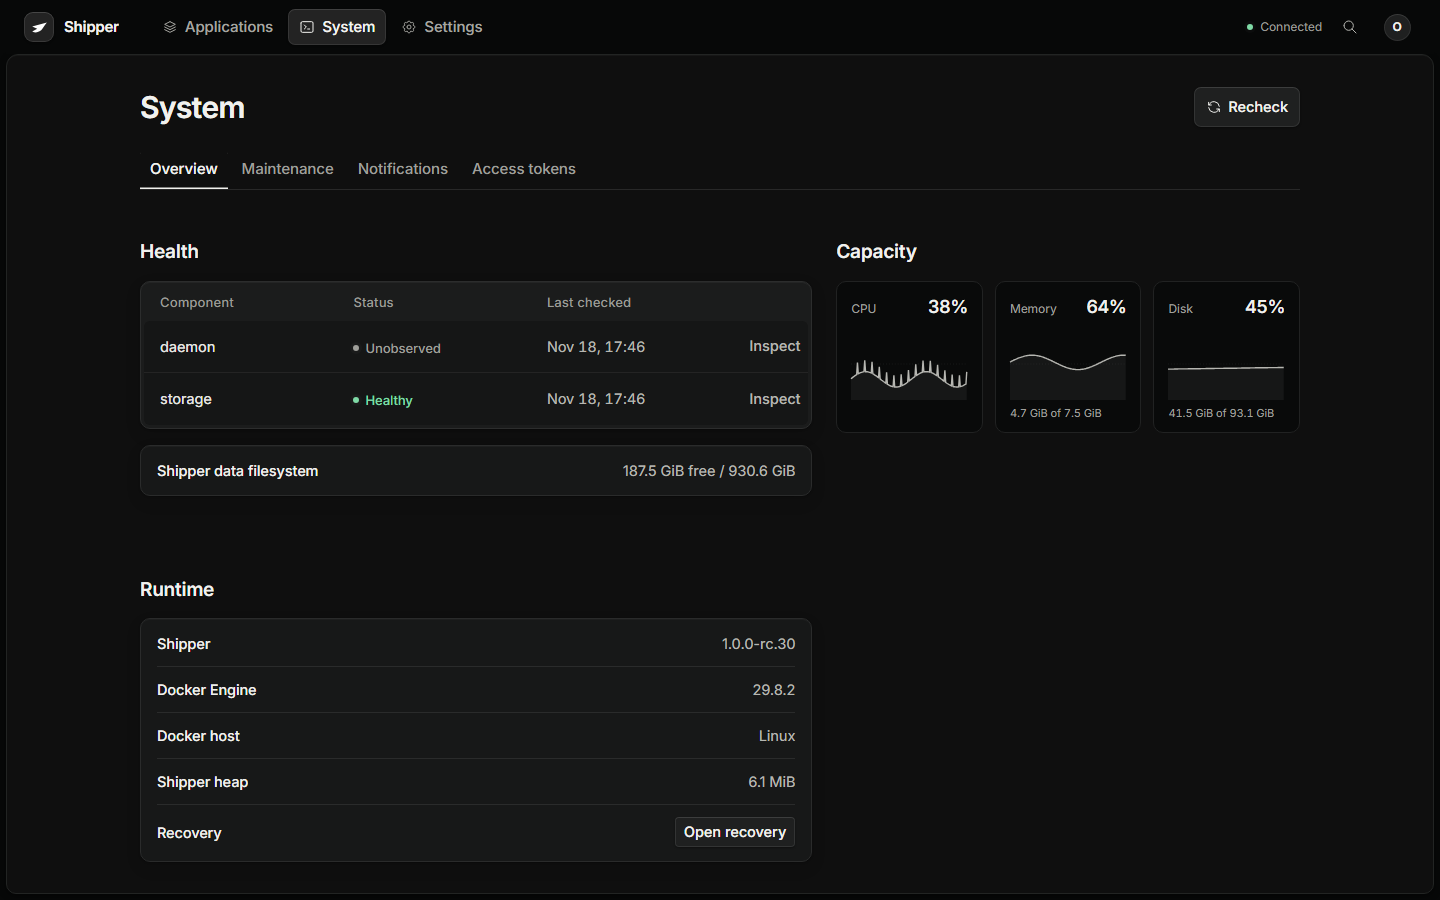 Shipper
Applications
System
Settings
Connected
O
System
Recheck
Overview
Maintenance
Notifications
Access tokens
Health
Component Status Last checked
daemon Unobserved Nov 18, 17:46 Inspect
storage Healthy Nov 18, 17:46 Inspect
Shipper data filesystem 187.5 GiB free / 930.6 GiB
Capacity
CPU 38%
Memory 64%
4.7 GiB of 7.5 GiB
Disk 45%
41.5 GiB of 93.1 GiB
Runtime
Shipper 1.0.0-rc.30
Docker Engine 29.8.2
Docker host Linux
Shipper heap 6.1 MiB
Recovery Open recovery